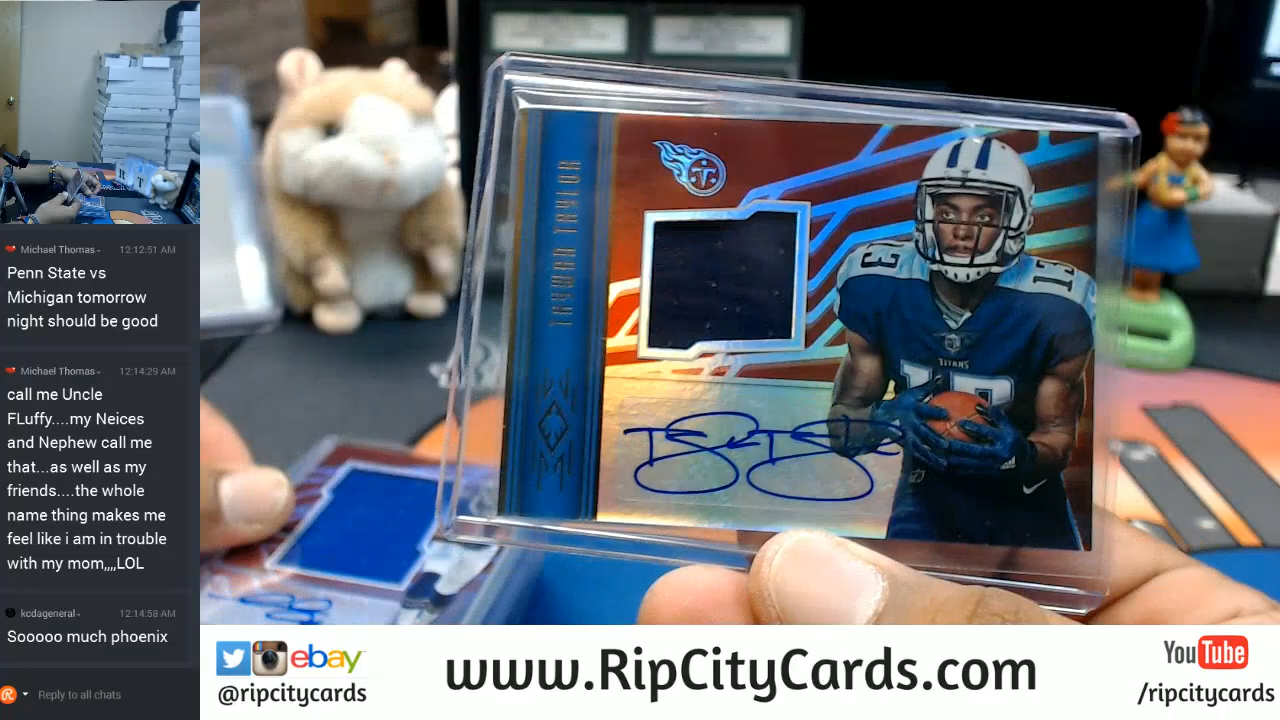 Michael Thomas
12:12:51 AM
Penn State vs
Michigan tomorrow
night should be good
Michael Thomas
12:14:29 AM
call me Uncle
FLuffy....my Neices
and Nephew call me
that...as well as my
friends....the whole
name thing makes me
feel like i am in trouble
with my mom,,,,LOL
kcdageneral
12:14:58 AM
Sooooo much phoenix
Reply to all chats
TAYWAN TAYLOR
13
13
TITANS
13
ebay
@ripcitycards
www.RipCityCards.com
YouTube
/ripcitycards